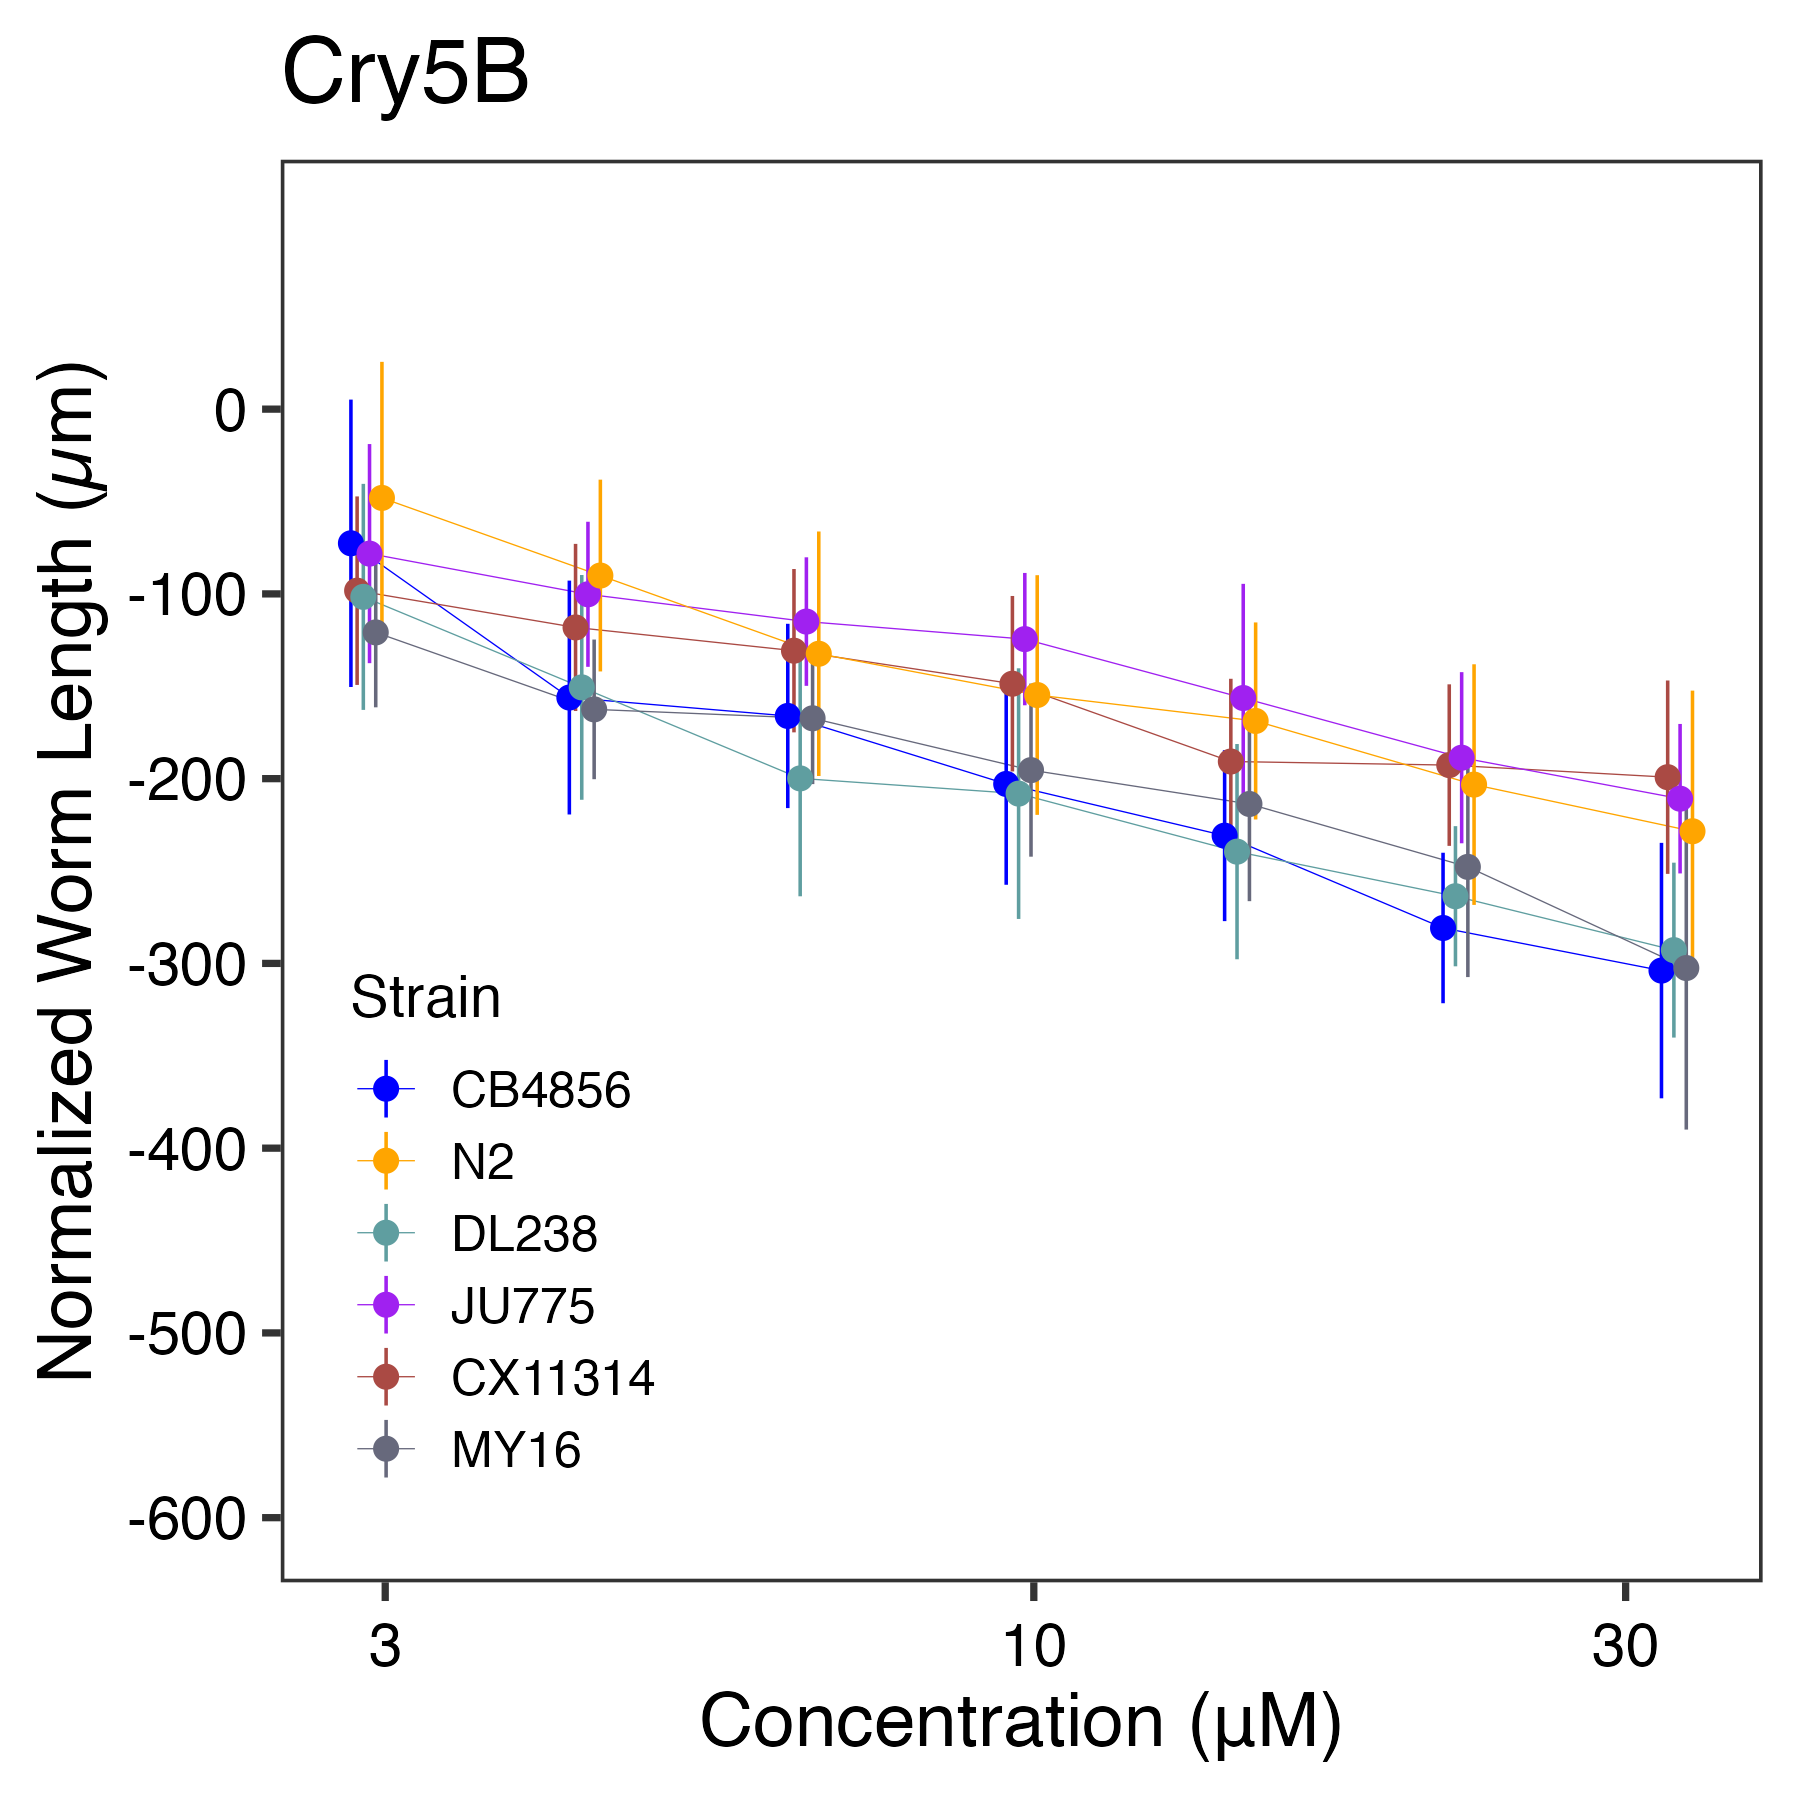 Cry5B
Normalized Worm Length (μm)
0
-100
-200
-300
-400
-500
-600
Strain
CB4856
N2
DL238
JU775
CX11314
MY16
3
10
30
Concentration (μM)